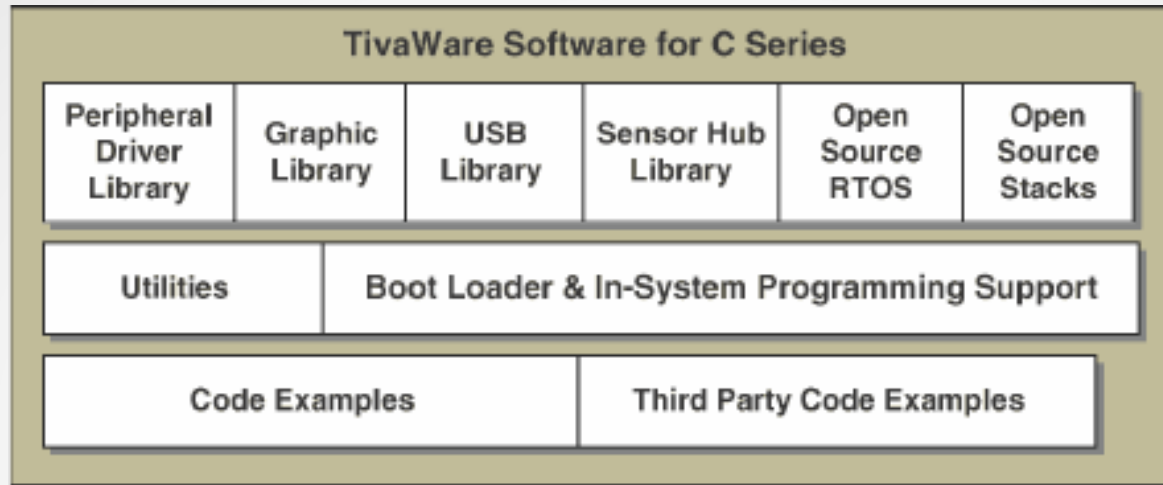 TivaWare Software for C Series
Peripheral
Driver
Library
Graphic
Library
USB
Library
Sensor Hub
Library
Open
Source
RTOS
Open
Source
Stacks
Utilities
Boot Loader & In-System Programming Support
Code Examples
Third Party Code Examples